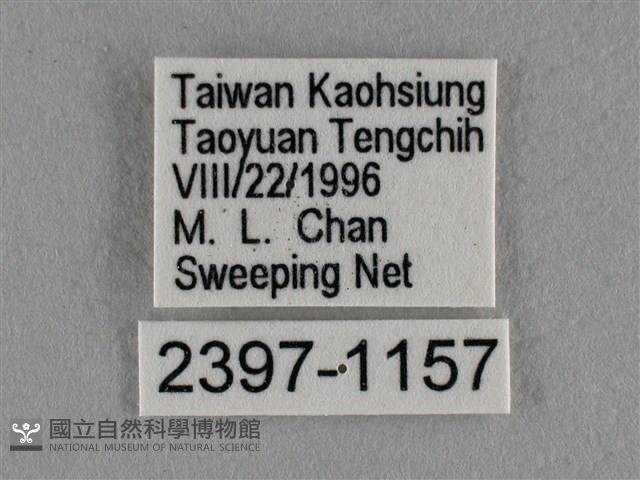 Taiwan Kaohsiung
Taoyuan Tengchih
VIII/22/1996
M. L. Chan
Sweeping Net
2397-1157
國立自然科學博物館
NATIONAL MUSEUM OF NATURAL SCIENCE